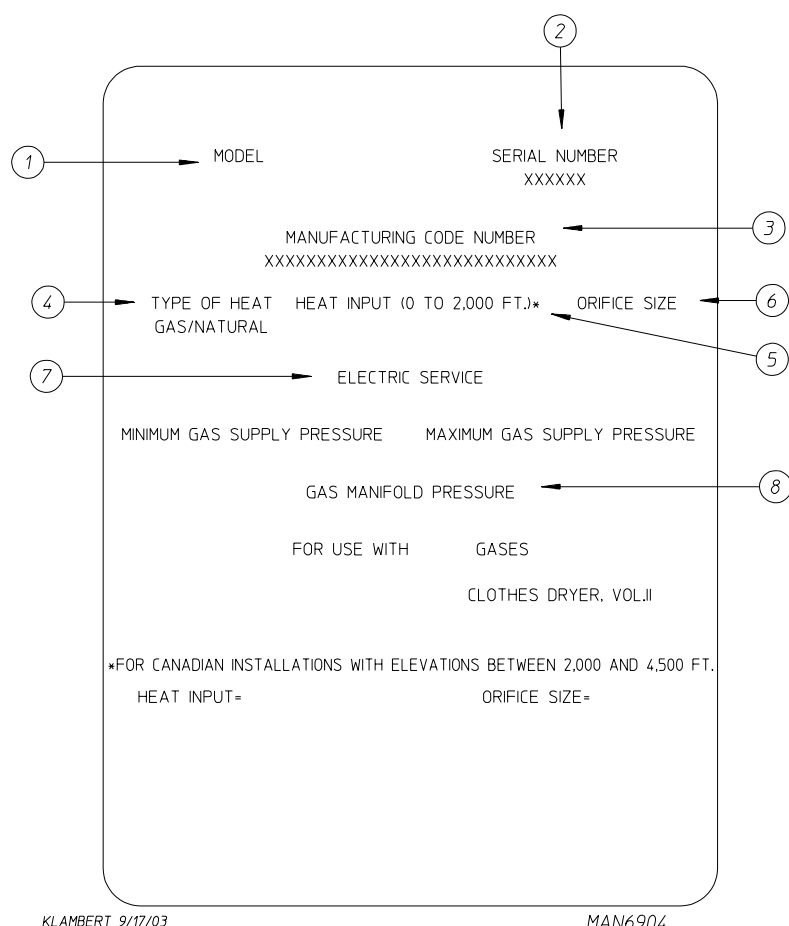 2
1 MODEL SERIAL NUMBER
XXXXXX
3
MANUFACTURING CODE NUMBER
XXXXXXXXXXXXXXXXXXXXXXXXXXXX
4 TYPE OF HEAT HEAT INPUT (0 TO 2,000 FT.)* ORIFICE SIZE 6
GAS/NATURAL
5
7 ELECTRIC SERVICE
MINIMUM GAS SUPPLY PRESSURE MAXIMUM GAS SUPPLY PRESSURE
GAS MANIFOLD PRESSURE 8
FOR USE WITH GASES
CLOTHES DRYER, VOL.II
*FOR CANADIAN INSTALLATIONS WITH ELEVATIONS BETWEEN 2,000 AND 4,500 FT.
HEAT INPUT= ORIFICE SIZE=
KLAMBERT 9/17/03 MAN6904